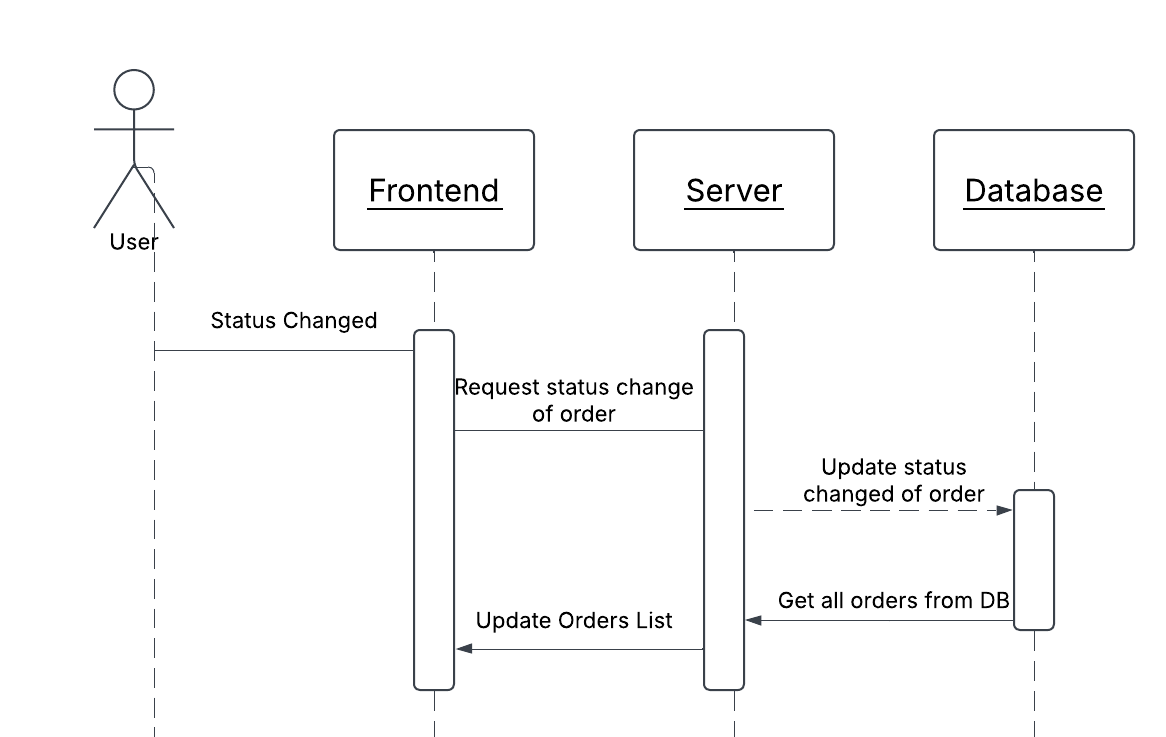 User
Frontend
Server
Database
Status Changed
Request status change
of order
Update status
changed of order
Get all orders from DB
Update Orders List